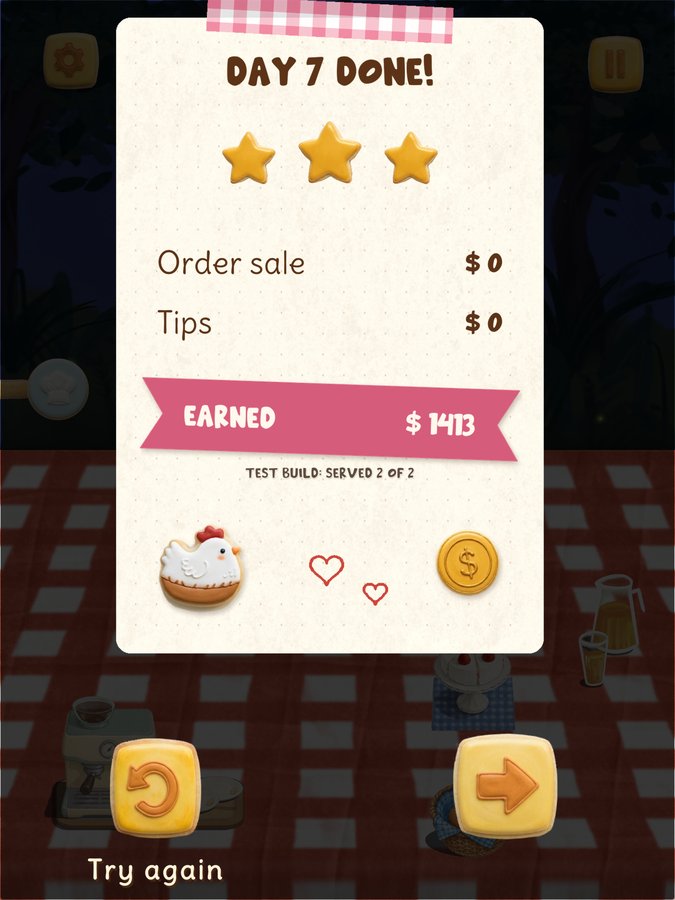 DAY 7 DONE!
Order sale $ 0
Tips $ 0
EARNED $ 1413
TEST BUILD: SERVED 2 OF 2
$
Try again